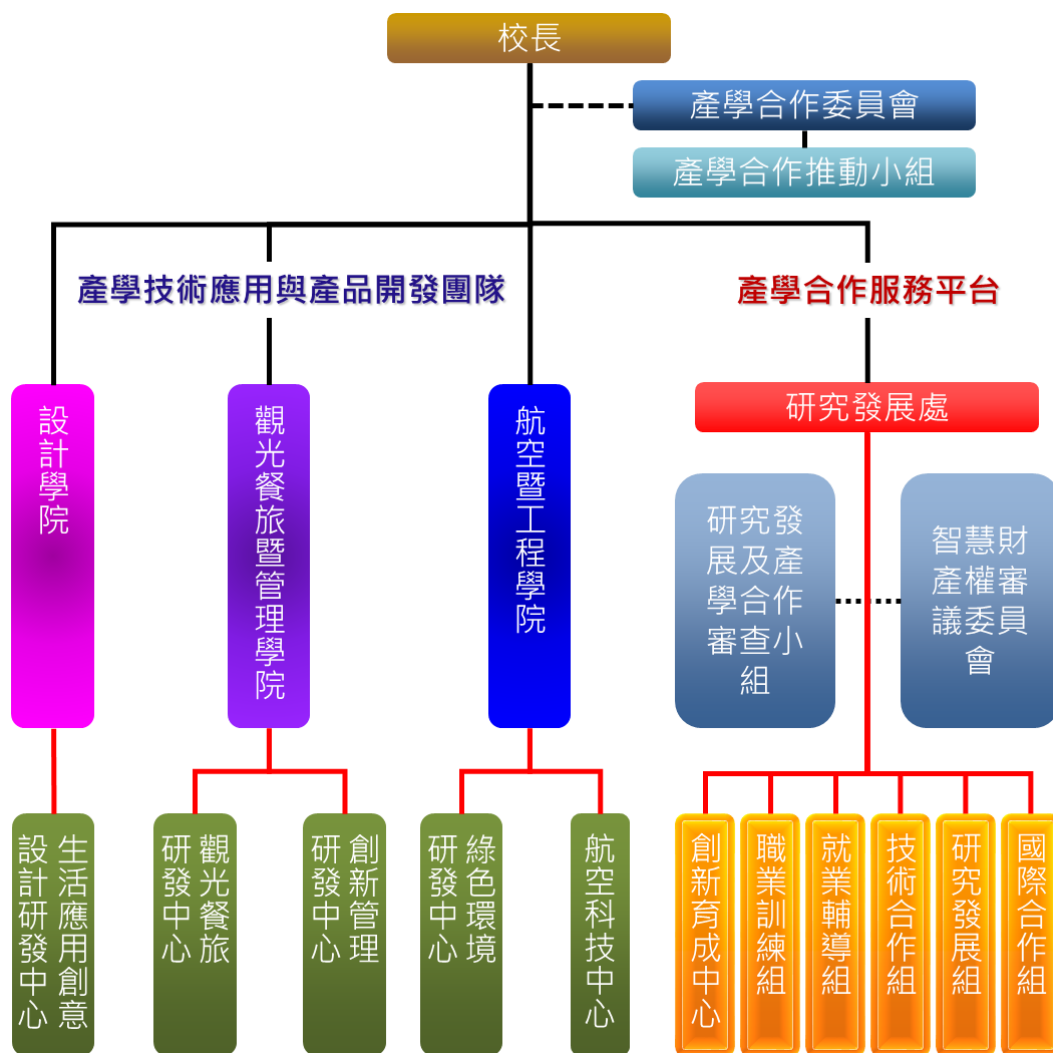 校長
產學合作委員會
產學合作推動小組
產學技術應用與產品開發團隊
產學合作服務平台
設計學院
觀光餐旅暨管理學院
航空暨工程學院
研究發展處
研究發
展及產
學合作
審查小
組
智慧財
產權審
議委員
會
生活應用創意
設計研發中心
觀光餐旅
研發中心
創新管理
研發中心
綠色環境
研發中心
航空科技中心
創新育成中心
職業訓練組
就業輔導組
技術合作組
研究發展組
國際合作組